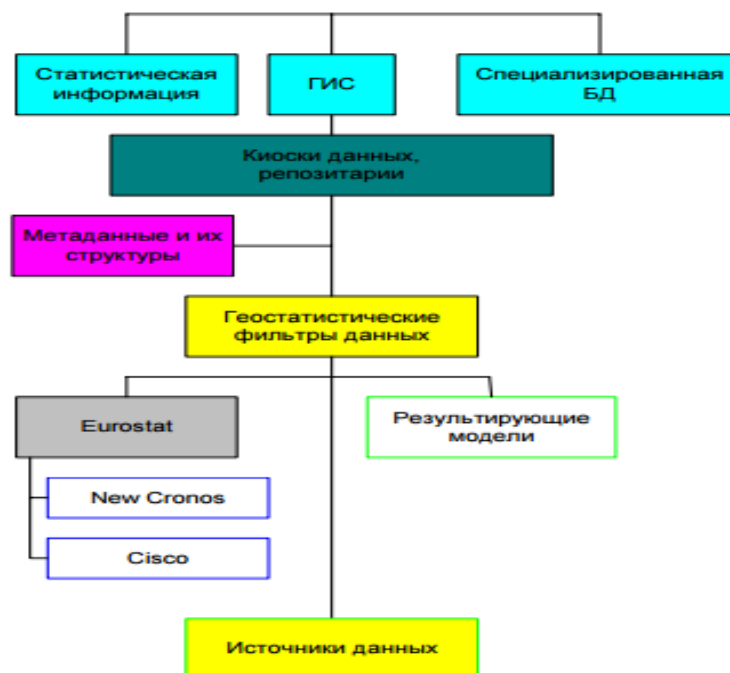 Статистическая
информация
ГИС
Специализированная
БД
Киоски данных,
репозитарии
Метаданные и их
структуры
Геостатистические
фильтры данных
Eurostat
Результирующие
модели
New Cronos
Cisco
Источники данных